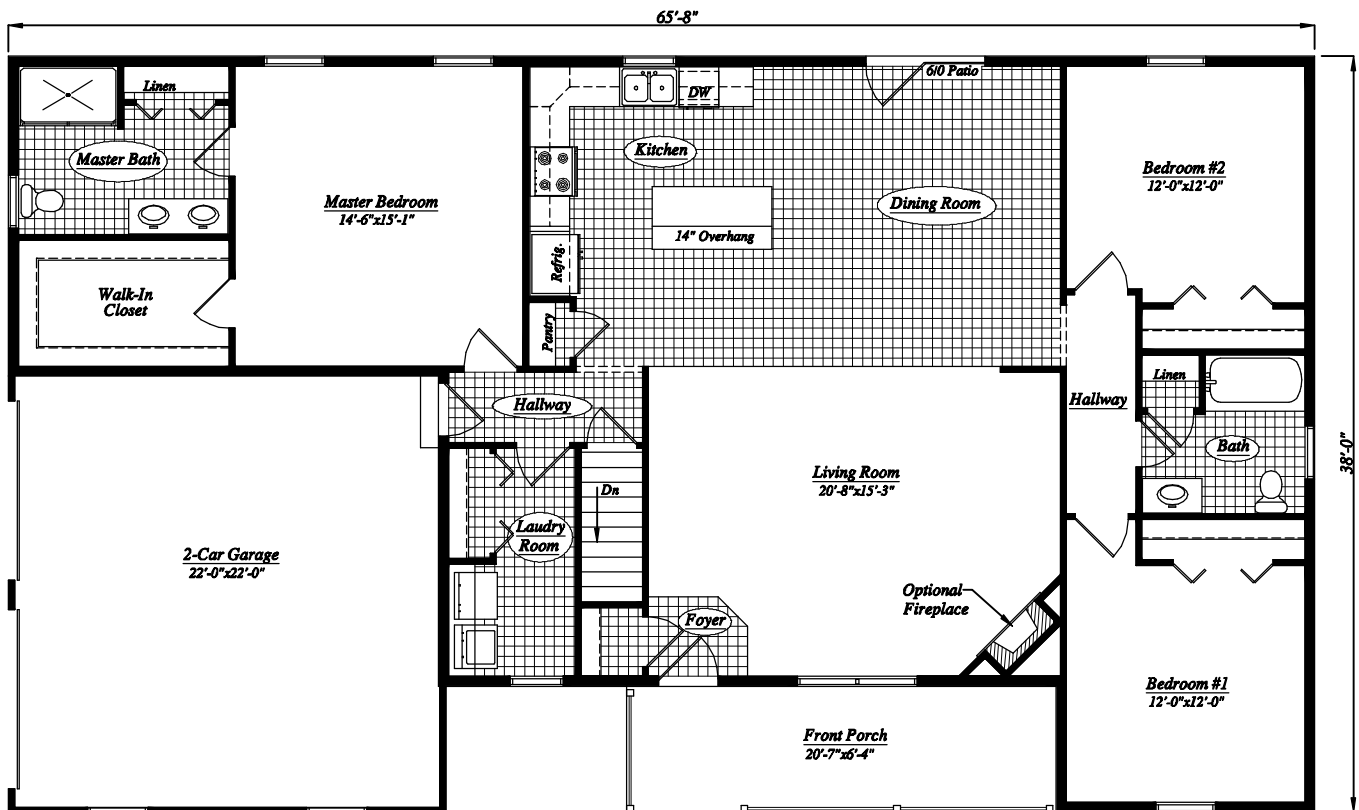 65'-8"
Linen
DW
6/0 Patio
Master Bath
Kitchen
Bedroom #2
12'-0"x12'-0"
Master Bedroom
14'-6"x15'-1"
Dining Room
14" Overhang
Refrig.
Walk-In
Closet
Pantry
Linen
Hallway
Hallway
38'-0"
Bath
Living Room
20'-8"x15'-3"
Dn
Laudry
Room
2-Car Garage
22'-0"x22'-0"
Optional
Fireplace
Foyer
Bedroom #1
12'-0"x12'-0"
Front Porch
20'-7"x6'-4"